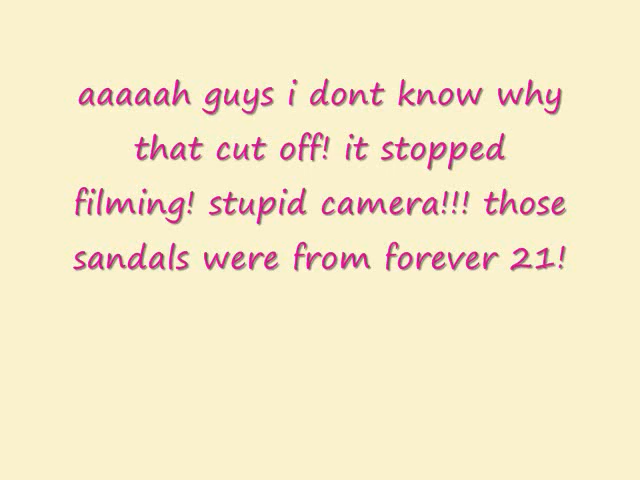 aaaaah guys i dont know why
that cut off! it stopped
filming! stupid camera!!! those
sandals were from forever 21!